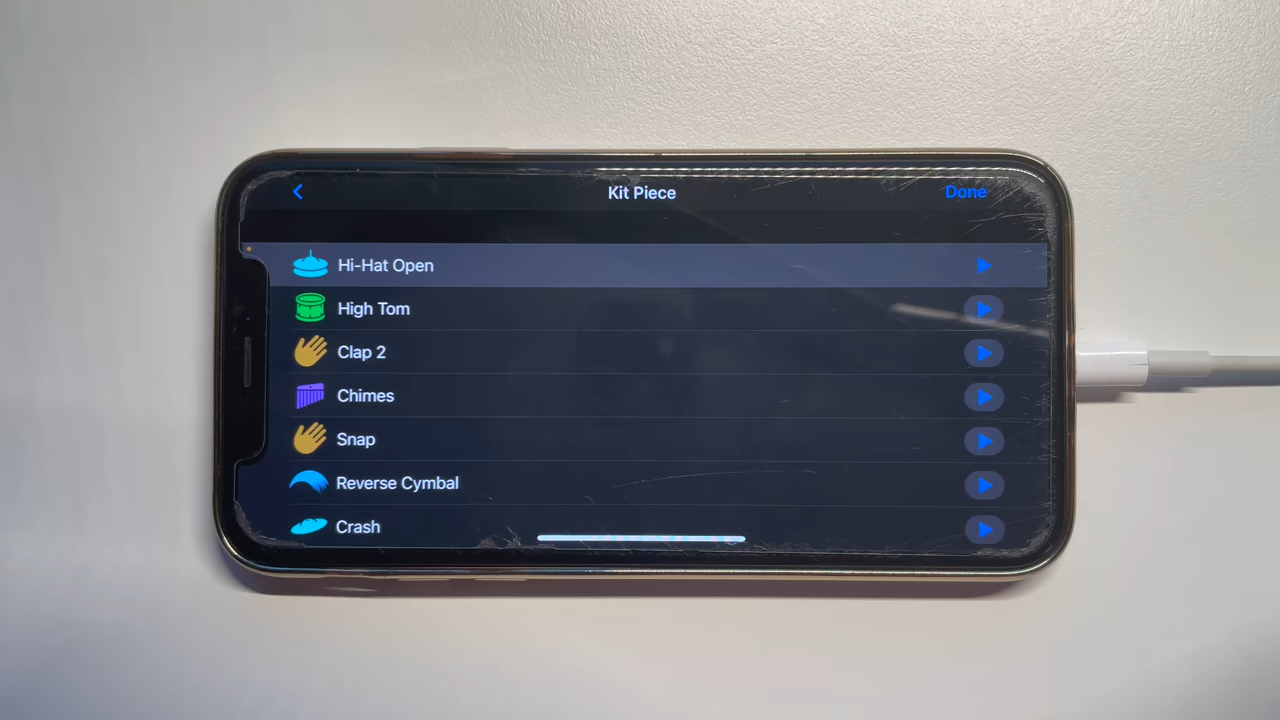 Kit Piece
Done
Hi-Hat Open
High Tom
Clap 2
Chimes
Snap
Reverse Cymbal
Crash